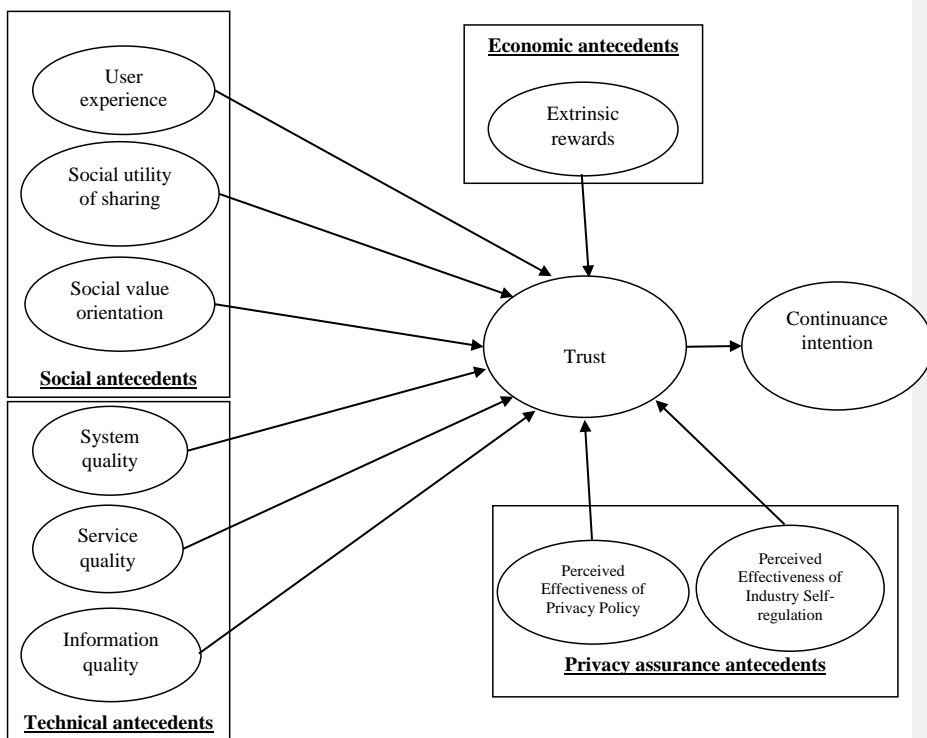 User
experience
Social utility
of sharing
Social value
orientation
Social antecedents
System
quality
Service
quality
Information
quality
Technical antecedents
Economic antecedents
Extrinsic
rewards
Trust
Continuance
intention
Perceived
Effectiveness of
Privacy Policy
Perceived
Effectiveness of
Industry Self-
regulation
Privacy assurance antecedents